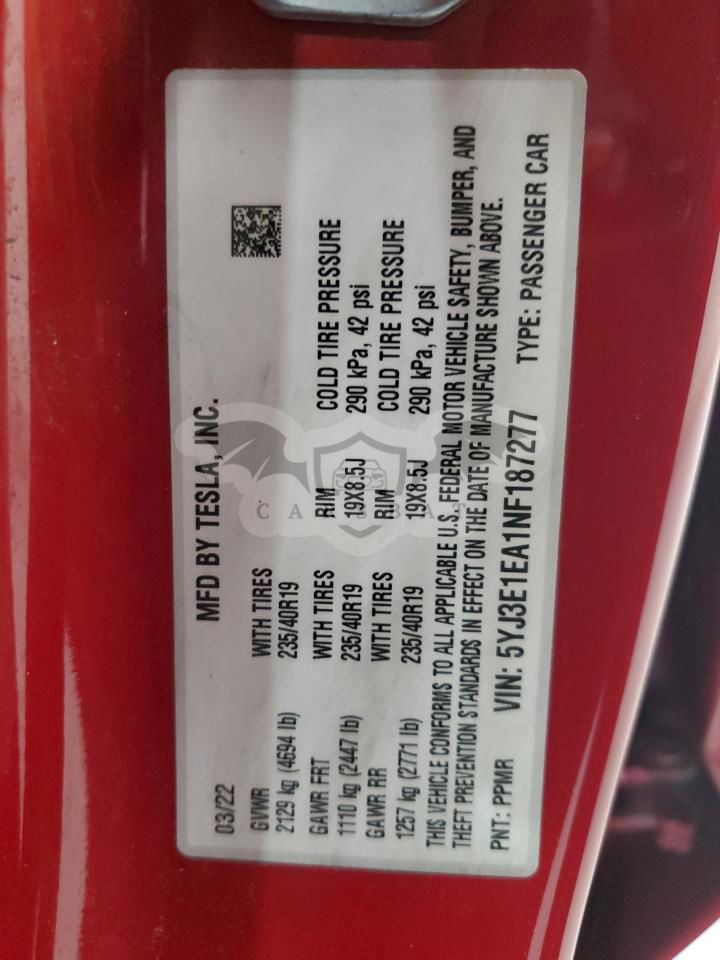 MFD BY TESLA, INC.
03/22
GVWR WITH TIRES
2129 kg (4694 lb) 235/40R19
GAWR FRT WITH TIRES RIM COLD TIRE PRESSURE
1110 kg (2447 lb) 235/40R19 19X8.5J 290 kPa, 42 psi
GAWR RR WITH TIRES RIM COLD TIRE PRESSURE
1257 kg (2771 lb) 235/40R19 19X8.5J 290 kPa, 42 psi
THIS VEHICLE CONFORMS TO ALL APPLICABLE U.S. FEDERAL MOTOR VEHICLE SAFETY, BUMPER, AND
THEFT PREVENTION STANDARDS IN EFFECT ON THE DATE OF MANUFACTURE SHOWN ABOVE.
PNT: PPMR VIN: 5YJ3E1EA1NF187277 TYPE: PASSENGER CAR